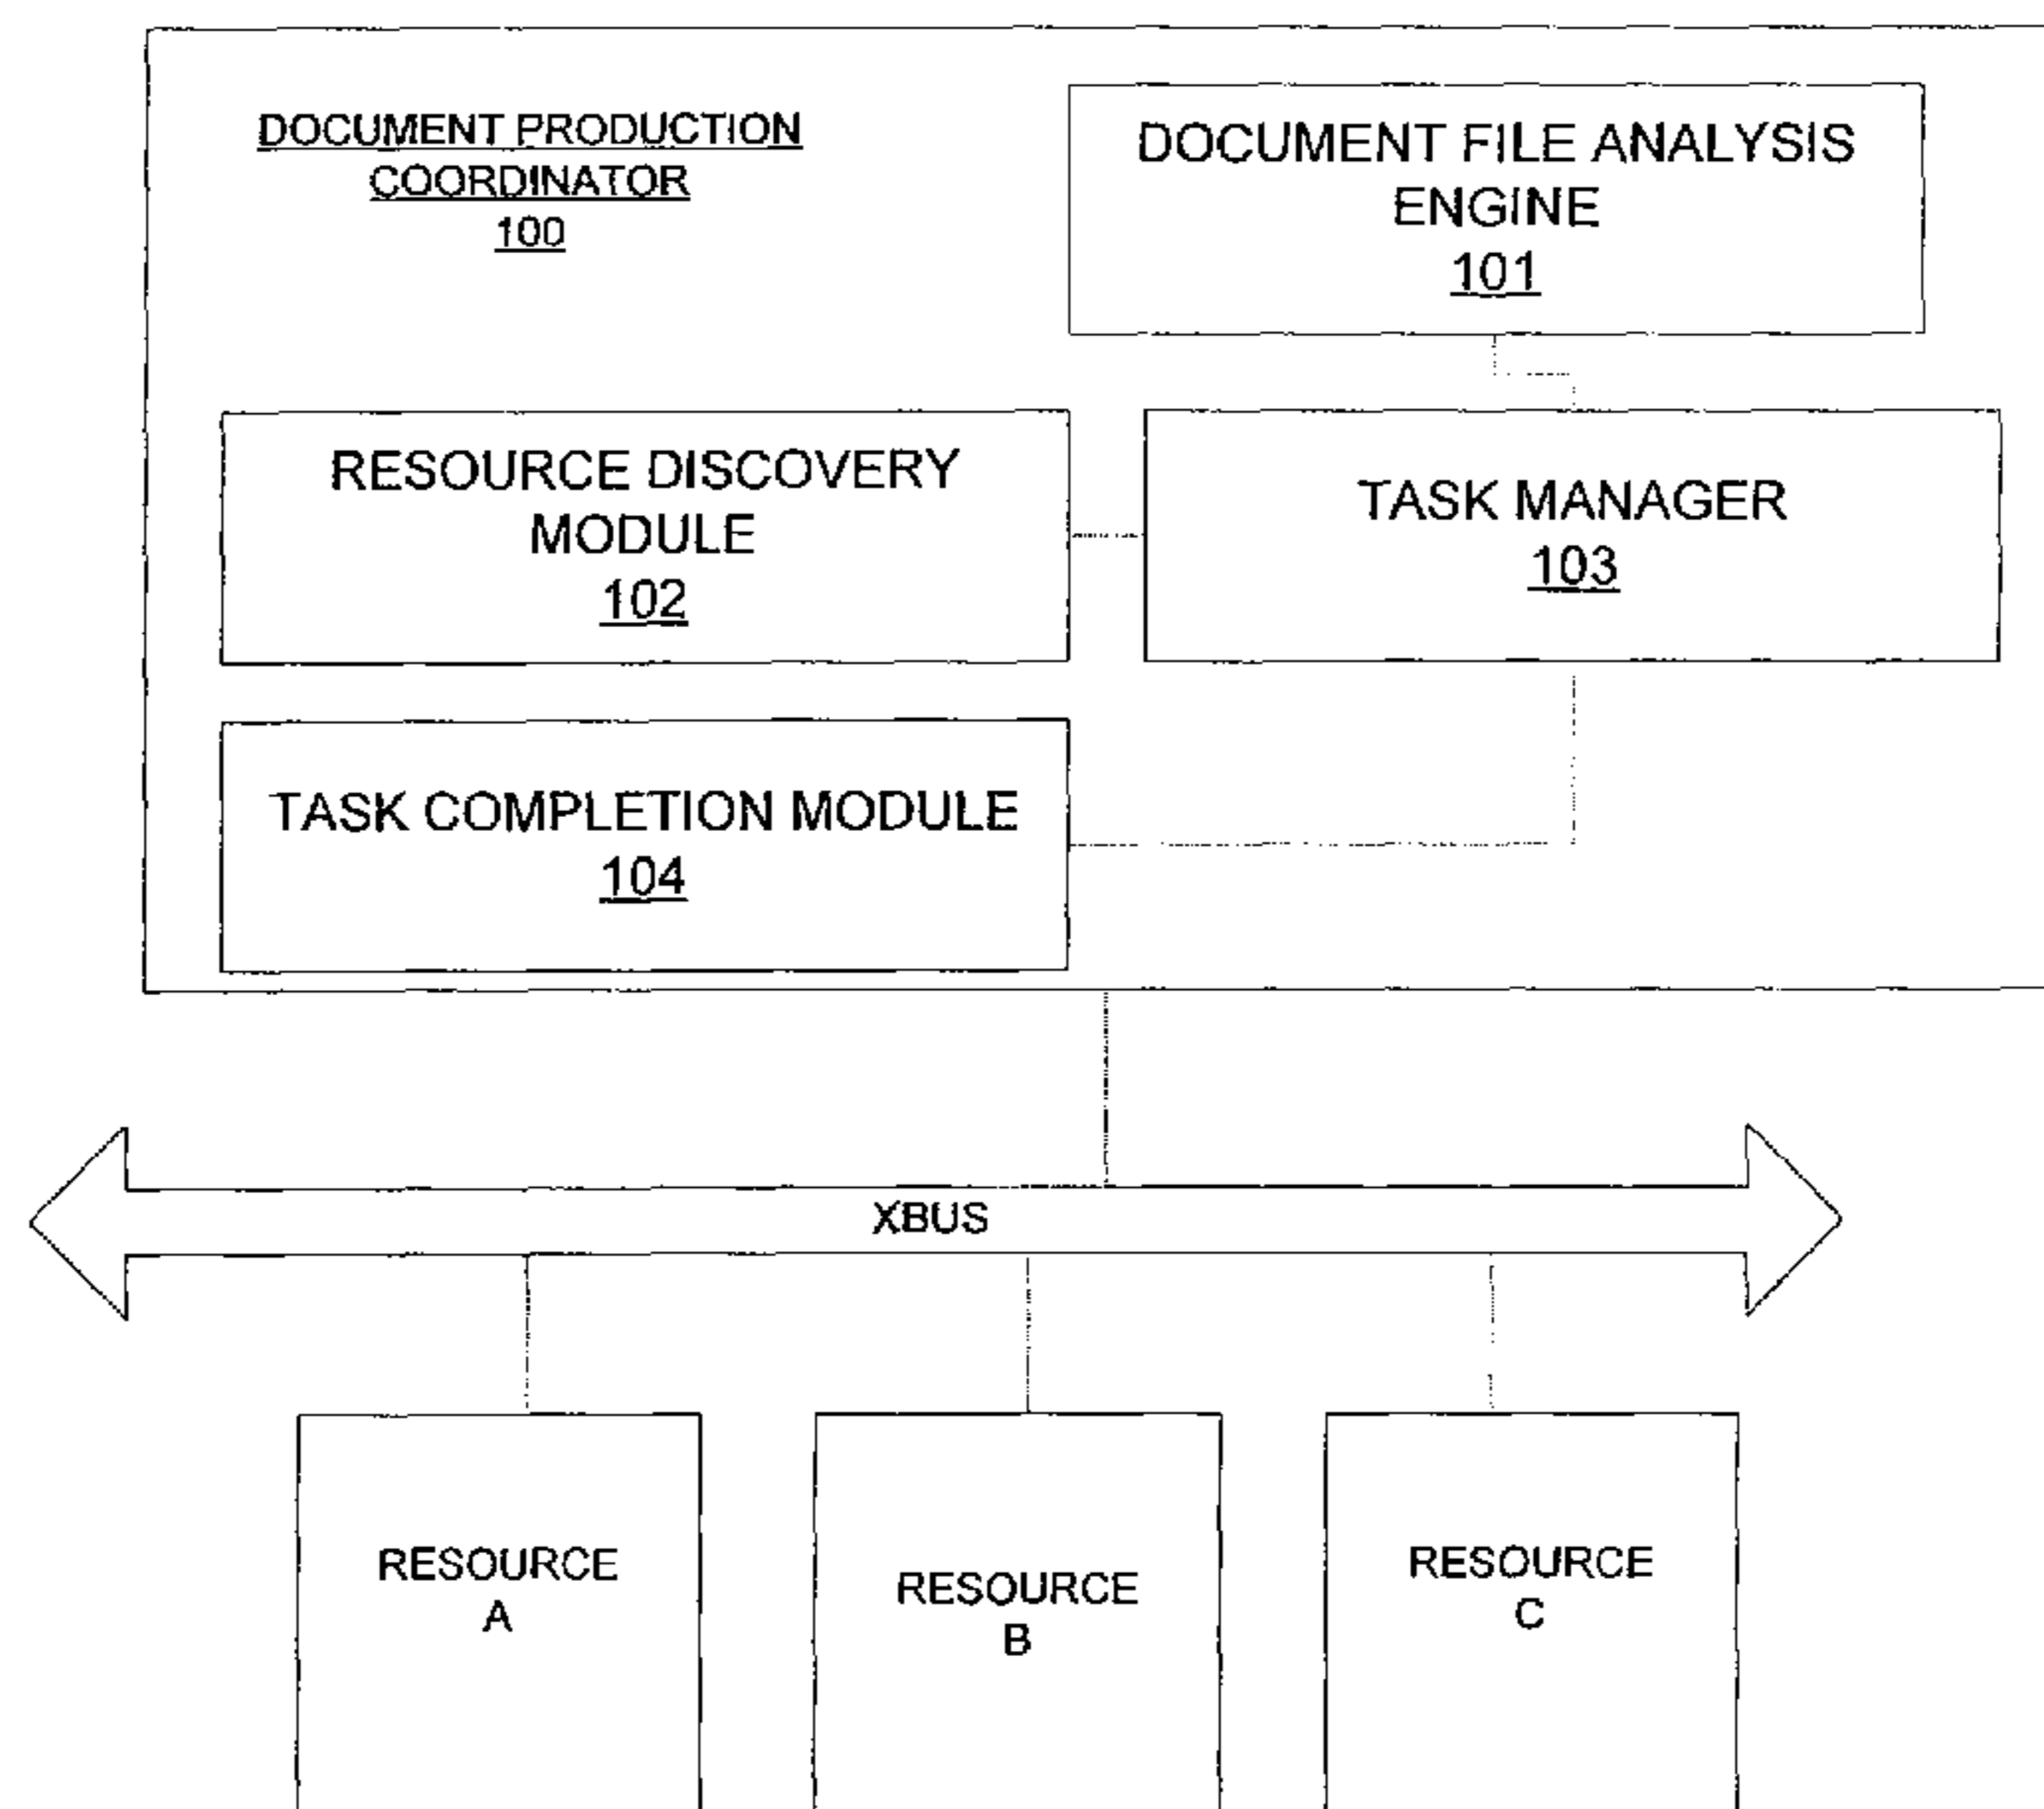 DOCUMENT PRODUCTION
COORDINATOR
100
DOCUMENT FILE ANALYSIS
ENGINE
101
RESOURCE DISCOVERY
MODULE
102
TASK MANAGER
103
TASK COMPLETION MODULE
104
XBUS
RESOURCE
A
RESOURCE
B
RESOURCE
C